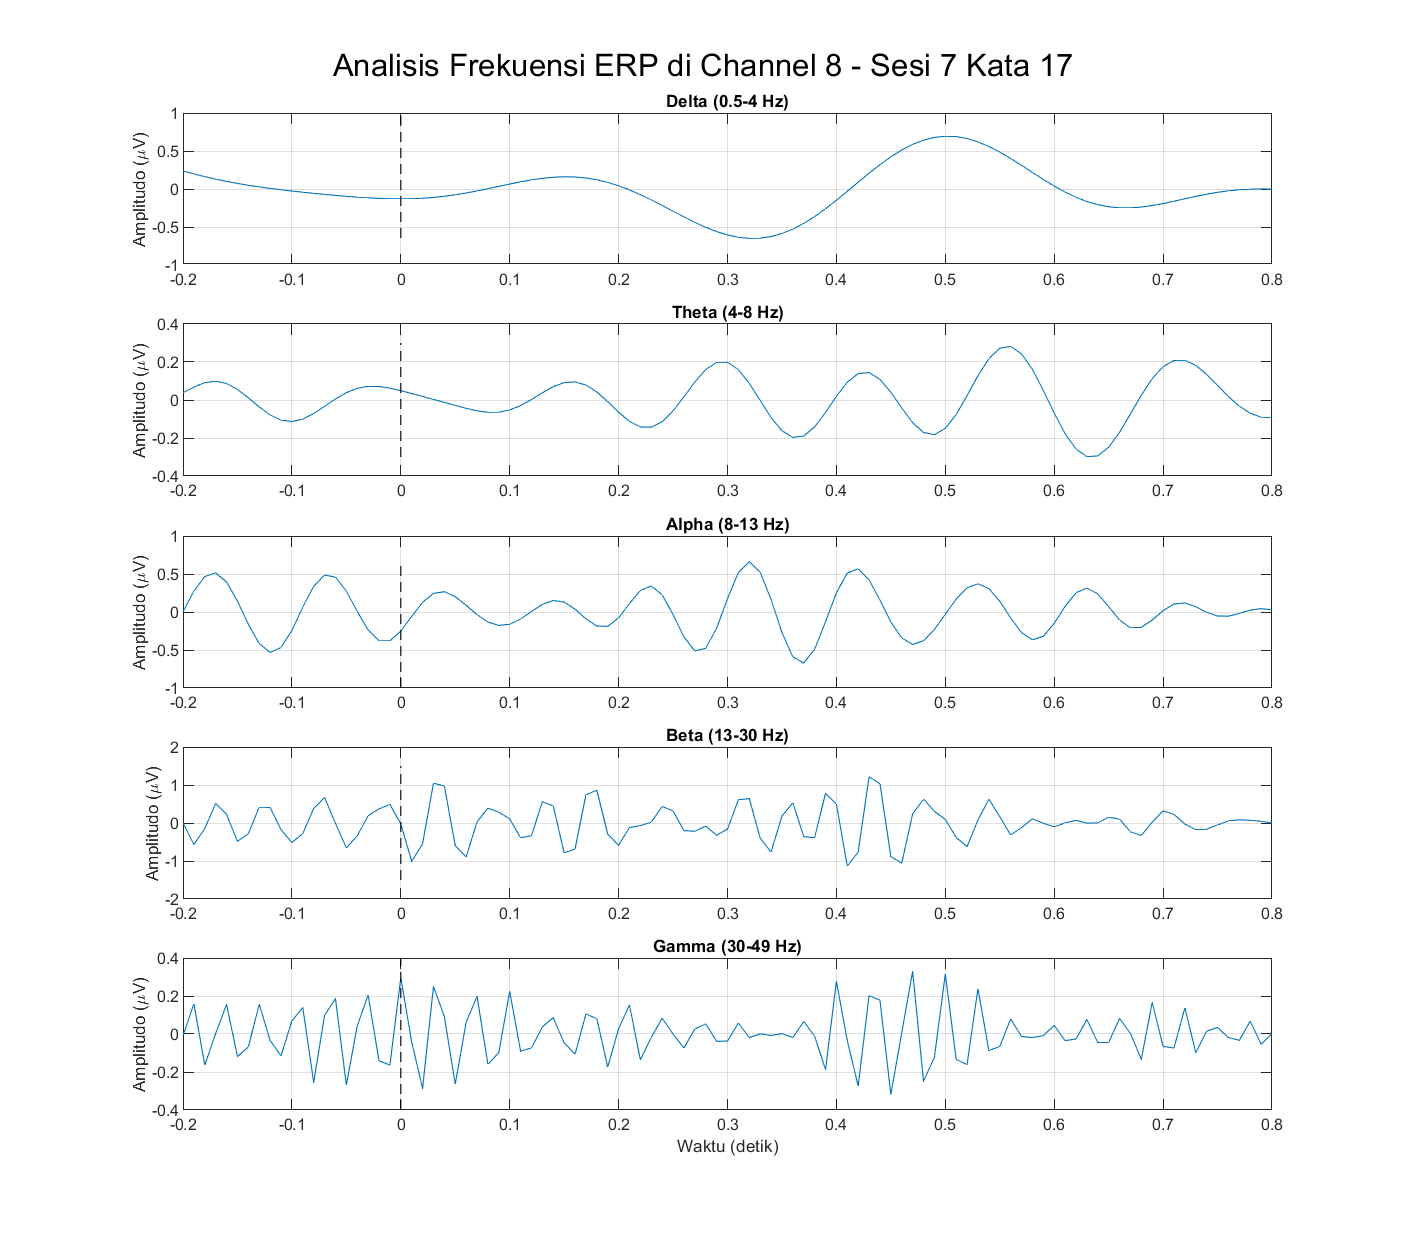 Analisis Frekuensi ERP di Channel 8 - Sesi 7 Kata 17
Delta (0.5-4 Hz)
Amplitudo (μV)
1
0.5
0
-0.5
-1
-0.2 -0.1 0 0.1 0.2 0.3 0.4 0.5 0.6 0.7 0.8
Theta (4-8 Hz)
Amplitudo (μV)
0.4
0.2
0
-0.2
-0.4
-0.2 -0.1 0 0.1 0.2 0.3 0.4 0.5 0.6 0.7 0.8
Alpha (8-13 Hz)
Amplitudo (μV)
1
0.5
0
-0.5
-1
-0.2 -0.1 0 0.1 0.2 0.3 0.4 0.5 0.6 0.7 0.8
Beta (13-30 Hz)
Amplitudo (μV)
2
1
0
-1
-2
-0.2 -0.1 0 0.1 0.2 0.3 0.4 0.5 0.6 0.7 0.8
Gamma (30-49 Hz)
Amplitudo (μV)
0.4
0.2
0
-0.2
-0.4
-0.2 -0.1 0 0.1 0.2 0.3 0.4 0.5 0.6 0.7 0.8
Waktu (detik)